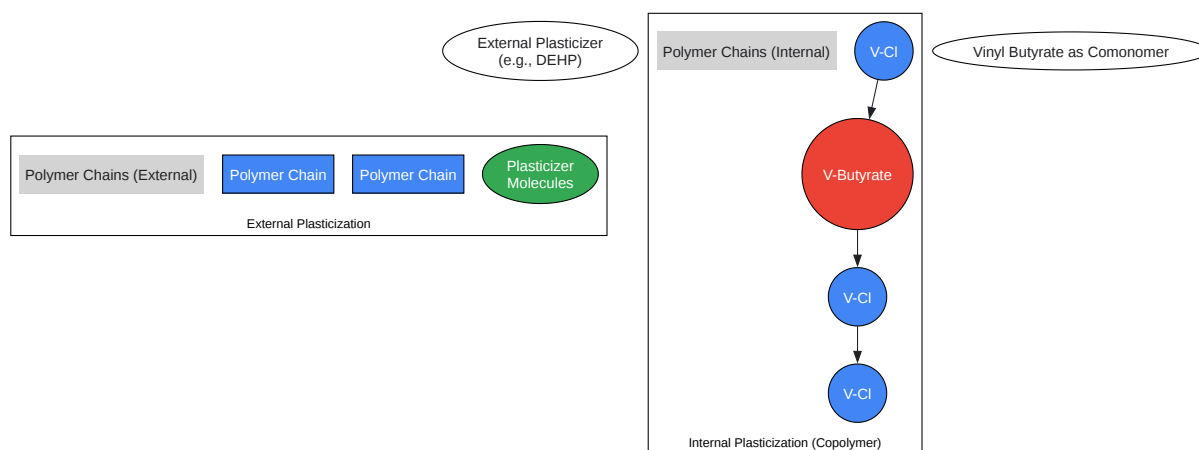 External Plasticizer
(e.g., DEHP)
Polymer Chains (Internal)
V-Cl
Vinyl Butyrate as Comonomer
Polymer Chains (External)
Polymer Chain
Polymer Chain
Plasticizer
Molecules
External Plasticization
V-Butyrate
V-Cl
V-Cl
Internal Plasticization (Copolymer)